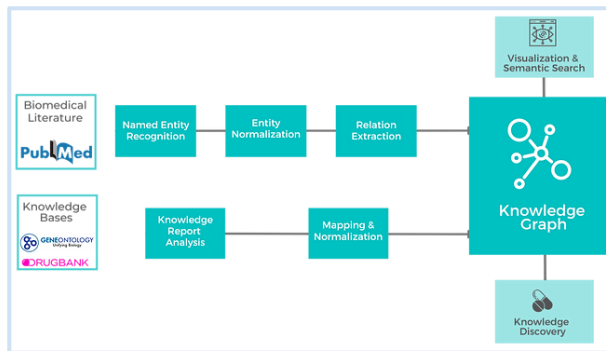 Visualization &
Semantic Search
Biomedical
Literature
PubMed
Named Entity
Recognition
Entity
Normalization
Relation
Extraction
Knowledge
Graph
Knowledge
Bases
GENEONTOLOGY
Unifying Biology
DRUGBANK
Knowledge
Report
Analysis
Mapping &
Normalization
Knowledge
Discovery